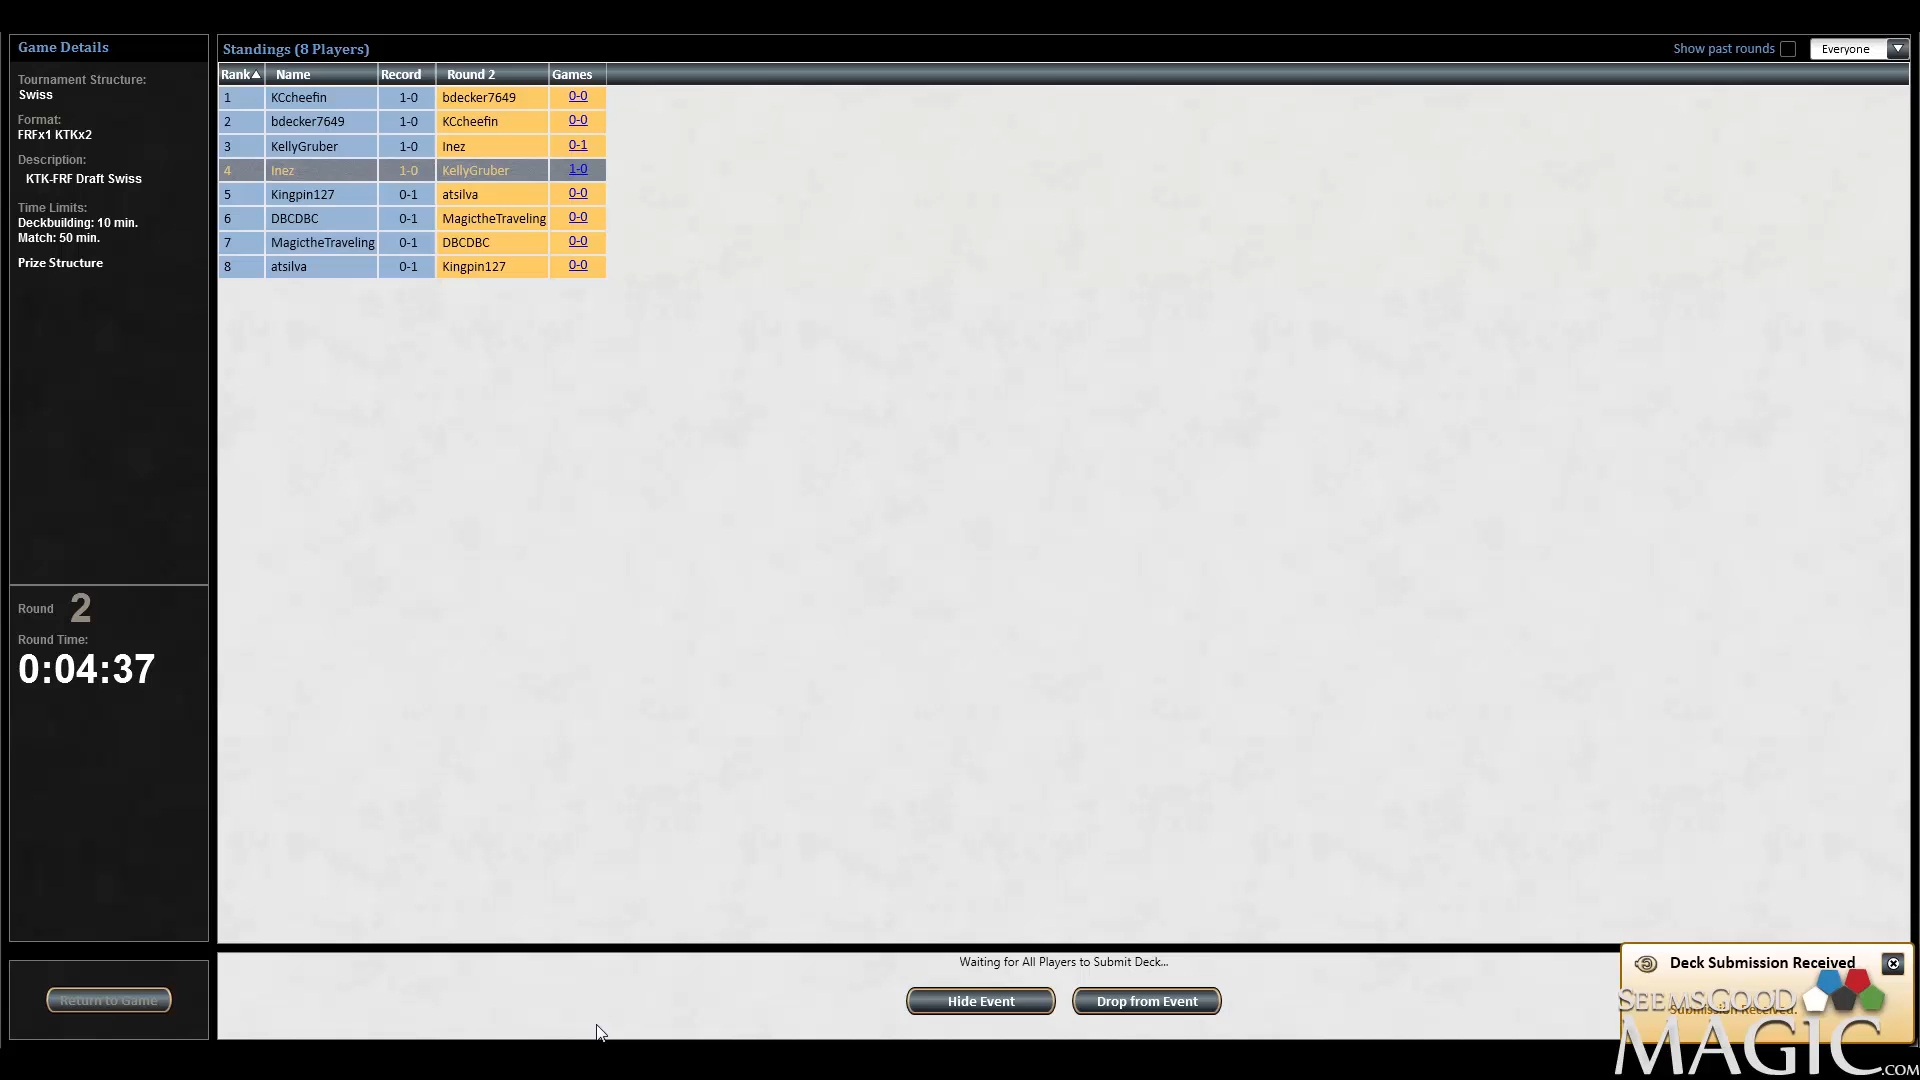 Game Details
Tournament Structure:
Swiss
Format:
FRFx1 KTKx2
Description:
KTK-FRF Draft Swiss
Time Limits:
Deckbuilding: 10 min.
Match: 50 min.
Prize Structure
Round 2
Round Time:
0:04:37
Return to Game
Standings (8 Players)
Show past rounds
Everyone
Rank Name Record Round 2 Games
1 KCcheefin 1-0 bdecker7649 0-0
2 bdecker7649 1-0 KCcheefin 0-0
3 KellyGruber 1-0 Inez 0-1
4 Inez 1-0 KellyGruber 1-0
5 Kingpin127 0-1 atsilva 0-0
6 DBCDBC 0-1 MagictheTraveling 0-0
7 MagictheTraveling 0-1 DBCDBC 0-0
8 atsilva 0-1 Kingpin127 0-0
Waiting for All Players to Submit Deck...
Hide Event Drop from Event
Deck Submission Received
Submission Received.
SEEMSGOOD
MAGIC.COM